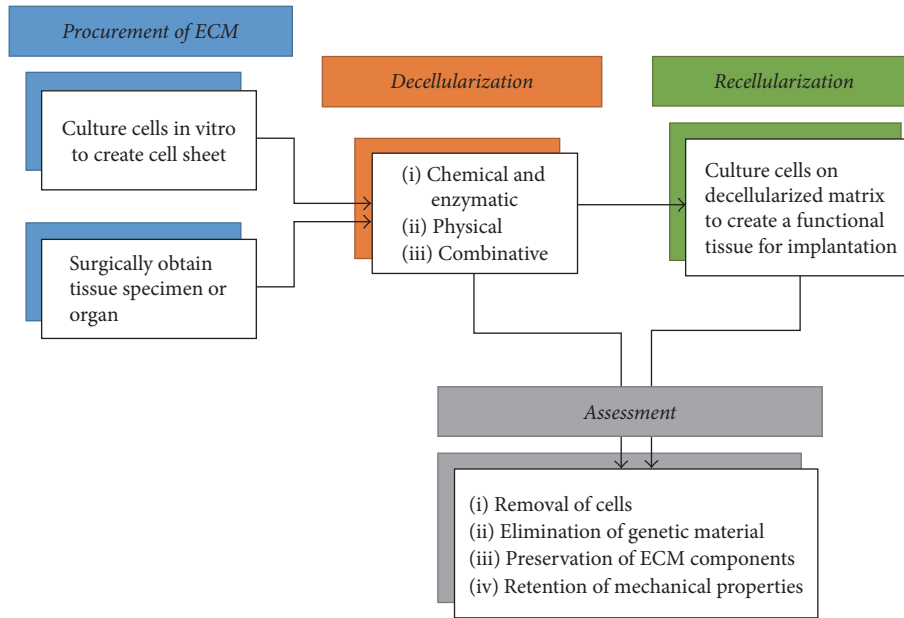 Procurement of ECM
Culture cells in vitro
to create cell sheet
Surgically obtain
tissue specimen or
organ
Decellularization
(i) Chemical and
enzymatic
(ii) Physical
(iii) Combinative
Recellularization
Culture cells on
decellularized matrix
to create a functional
tissue for implantation
Assessment
(i) Removal of cells
(ii) Elimination of genetic material
(iii) Preservation of ECM components
(iv) Retention of mechanical properties